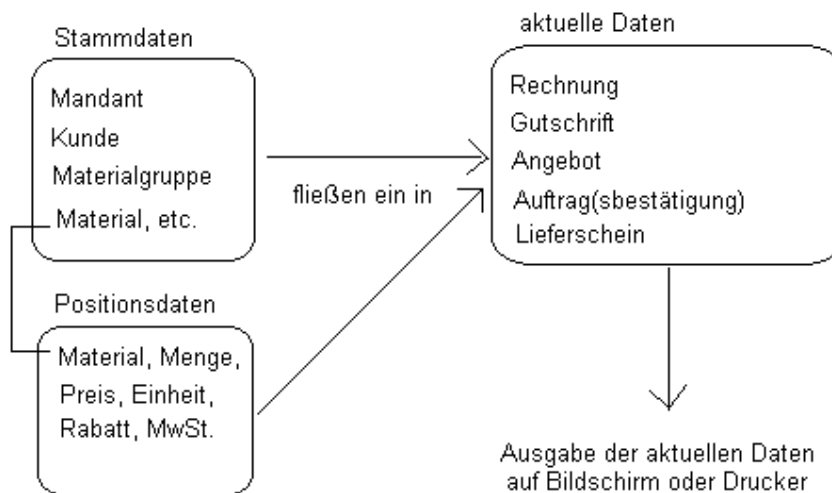 Stammdaten
Mandant
Kunde
Materialgruppe
Material, etc.
fließen ein in
Positionsdaten
Material, Menge,
Preis, Einheit,
Rabatt, MwSt.
aktuelle Daten
Rechnung
Gutschrift
Angebot
Auftrag(sbestätigung)
Lieferschein
Ausgabe der aktuellen Daten
auf Bildschirm oder Drucker